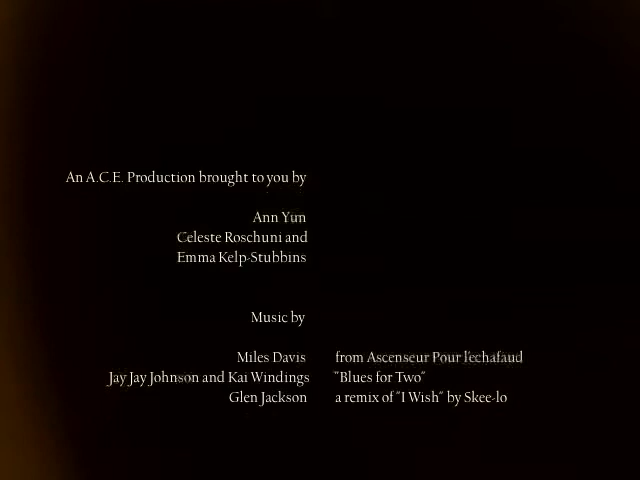 An A.C.E. Production brought to you by
Ann Yun
Celeste Roschuni and
Emma Kelp-Stubbins
Music by
Miles Davis from Ascenseur Pour l'echafaud
Jay Jay Johnson and Kai Windings "Blues for Two"
Glen Jackson a remix of "I Wish" by Skee-lo